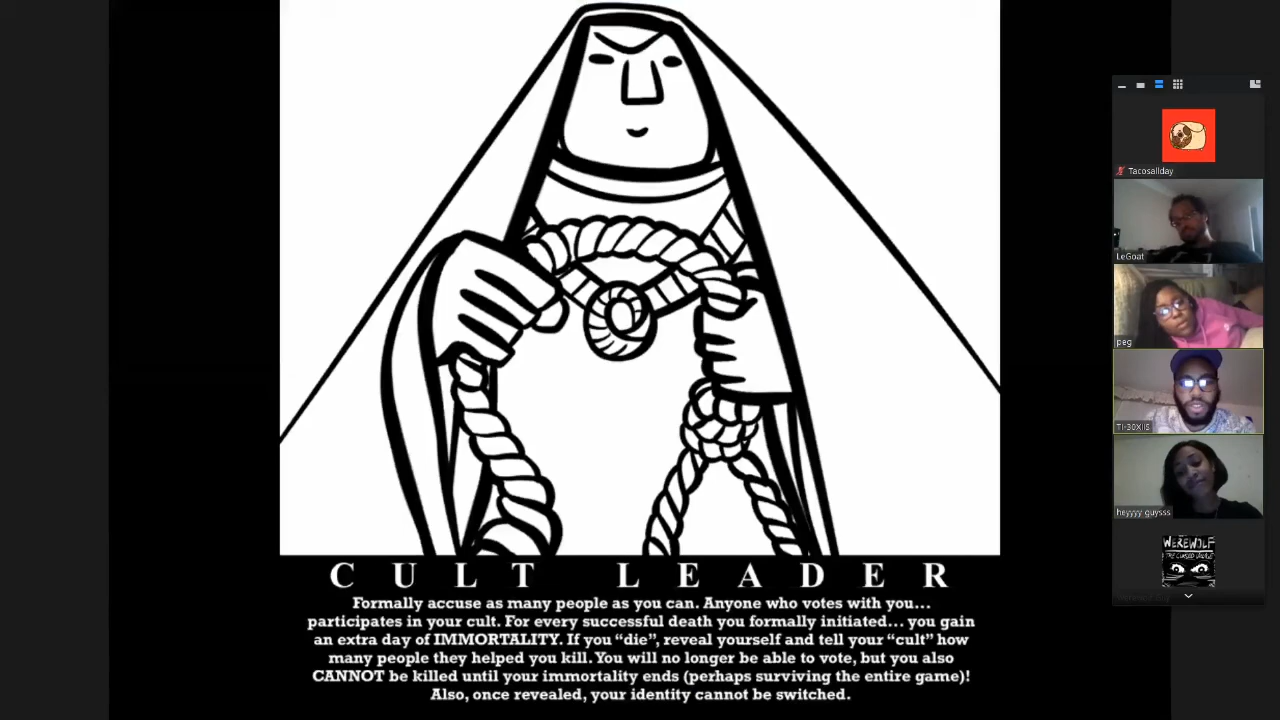 CULT LEADER
Formally accuse as many people as you can. Anyone who votes with you...
participates in your cult. For every successful death you formally initiated... you gain
an extra day of IMMORTALITY. If you “die”, reveal yourself and tell your “cult” how
many people they helped you kill. You will no longer be able to vote, but you also
CANNOT be killed until your immortality ends (perhaps surviving the entire game)!
Also, once revealed, your identity cannot be switched.
Tacosallday
LeGoat
peg
TI-30XIIS
heyyyy guysss
WEREWOLF